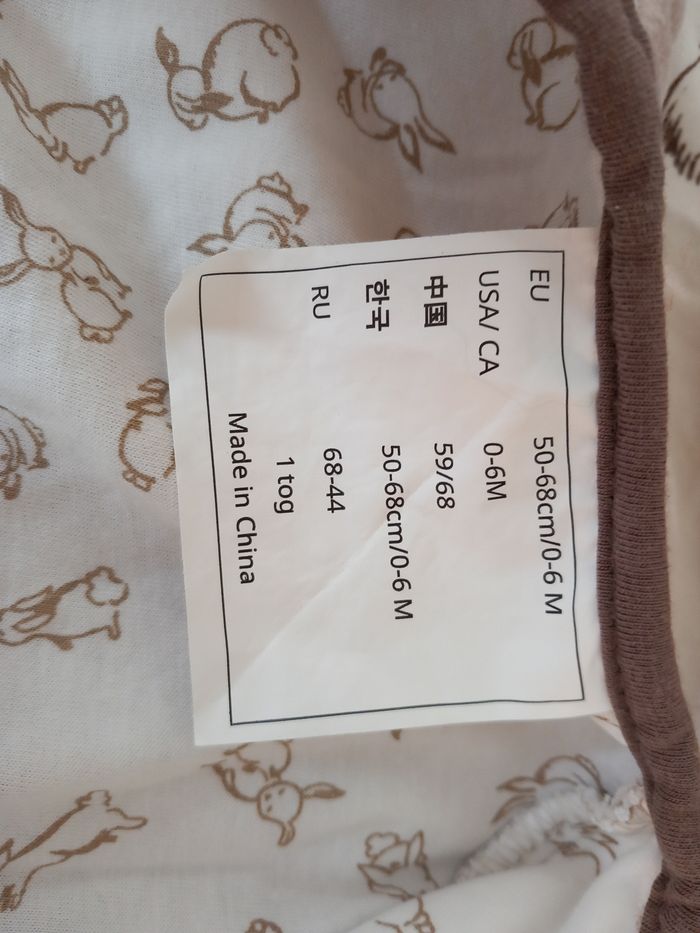 EU 50-68cm/0-6 M
USA/ CA 0-6M
中国 59/68
한국 50-68cm/0-6 M
RU 68-44
1 tog
Made in China